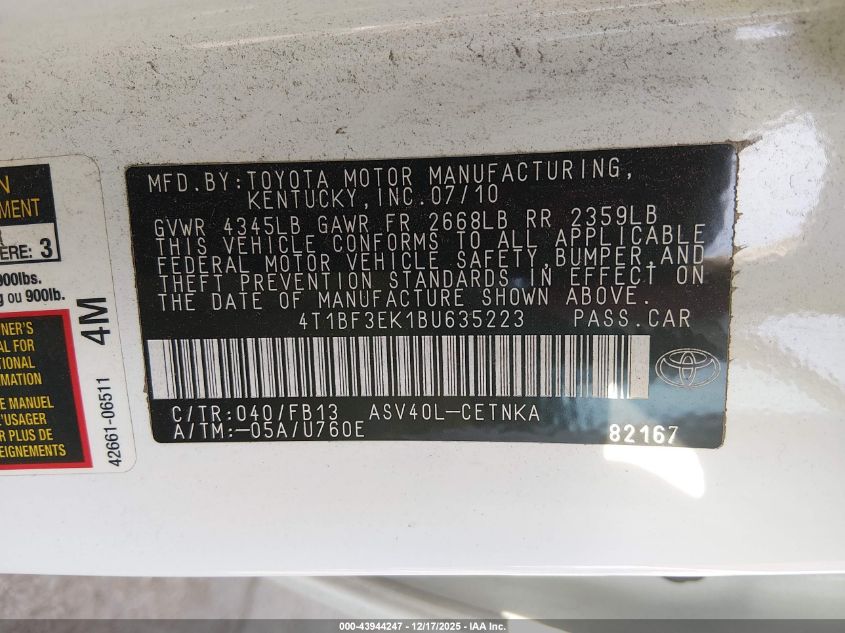 MFD.BY:TOYOTA MOTOR MANUFACTURING,
KENTUCKY, INC.07/10
GVWR 4345LB GAWR FR 2668LB RR 2359LB
THIS VEHICLE CONFORMS TO ALL APPLICABLE
FEDERAL MOTOR VEHICLE SAFETY, BUMPER, AND
THEFT PREVENTION STANDARDS IN EFFECT ON
THE DATE OF MANUFACTURE SHOWN ABOVE.
4T1BF3EK1BU635223 PASS.CAR
C/TR:040/FB13 ASV40L-CETNKA
A/TM:-05A/U760E
82167
N
MENT
ERE: 3
900lbs.
g ou 900lb.
NER'S
FOR
TIONAL
RMATION
E MANUEL
L'USAGER
R PLUS DE
EIGNEMENTS
4M
42661-06511
000-43944247 - 12/17/2025 - IAA Inc.